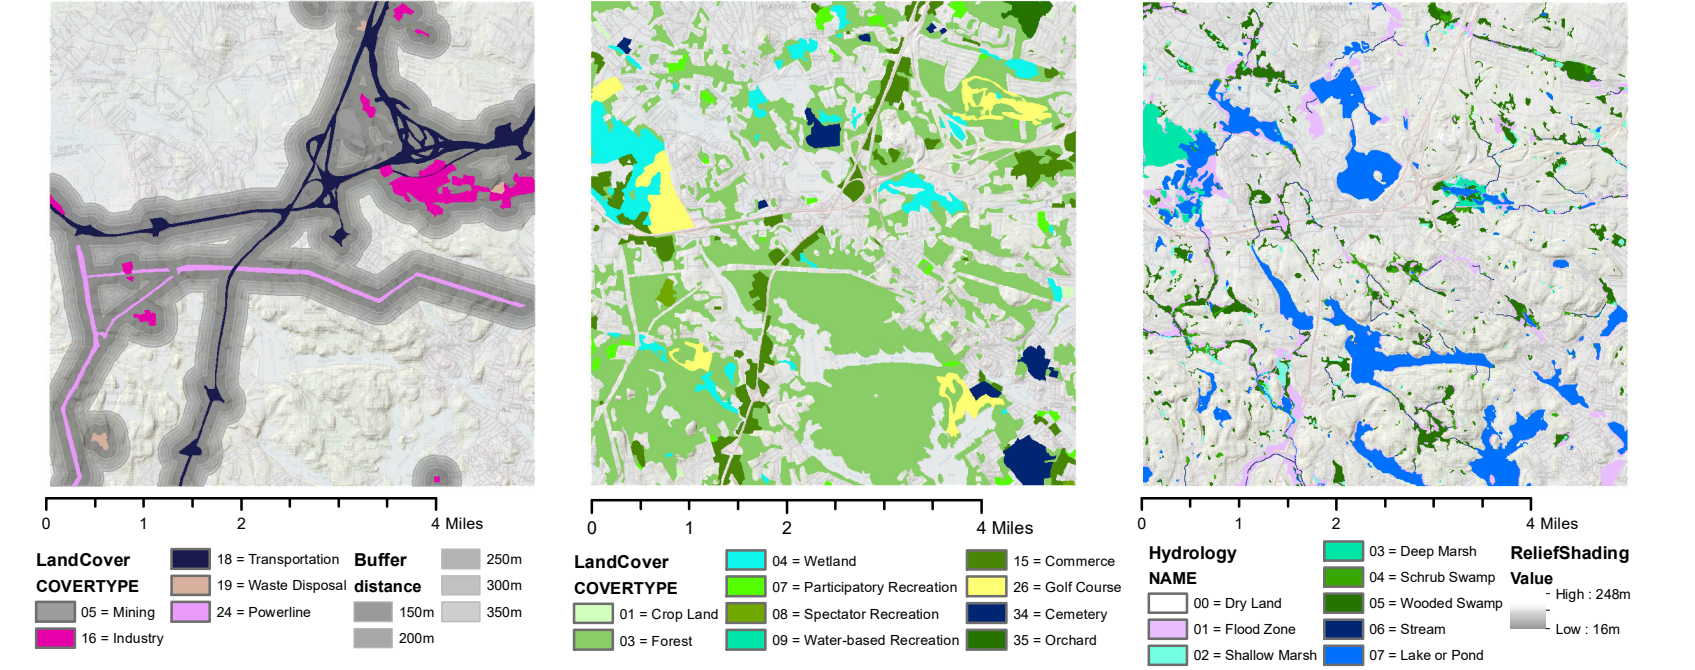 PEABODY
PEABODY
PEABODY
0 1 2 4 Miles
0 1 2 4 Miles
0 1 2 4 Miles
LandCover
COVERTYPE
05 = Mining
16 = Industry
18 = Transportation
19 = Waste Disposal
24 = Powerline
Buffer
distance
150m
200m
250m
300m
350m
LandCover
COVERTYPE
01 = Crop Land
03 = Forest
04 = Wetland
07 = Participatory Recreation
08 = Spectator Recreation
09 = Water-based Recreation
15 = Commerce
26 = Golf Course
34 = Cemetery
35 = Orchard
Hydrology
NAME
00 = Dry Land
01 = Flood Zone
02 = Shallow Marsh
03 = Deep Marsh
04 = Schrub Swamp
05 = Wooded Swamp
06 = Stream
07 = Lake or Pond
ReliefShading
Value
High : 248m
Low : 16m